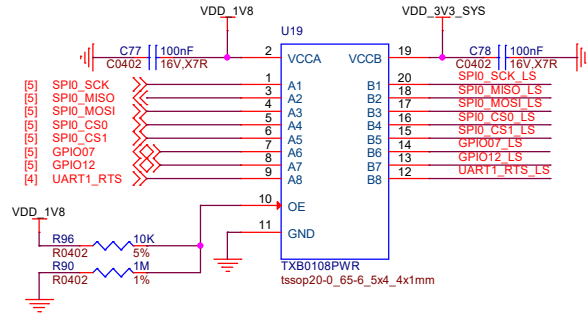 VDD_1V8 VDD_3V3_SYS
U19
C77 100nF 2 VCCA VCCB 19 C78 100nF
C0402 16V,X7R C0402 16V,X7R
[5] SPI0_SCK 1 A1 B1 20 SPI0_SCK_LS
[5] SPI0_MISO 3 A2 B2 18 SPI0_MISO_LS
[5] SPI0_MOSI 4 A3 B3 17 SPI0_MOSI_LS
[5] SPI0_CS0 5 A4 B4 16 SPI0_CS0_LS
[5] SPI0_CS1 6 A5 B5 15 SPI0_CS1_LS
[5] GPIO07 7 A6 B6 14 GPIO07_LS
[5] GPIO12 8 A7 B7 13 GPIO12_LS
[4] UART1_RTS 9 A8 B8 12 UART1_RTS_LS
VDD_1V8 10 OE
11 GND
R96 10K
R0402 5%
R90 1M
R0402 1%
TXB0108PWR
tssop20-0_65-6_5x4_4x1mm